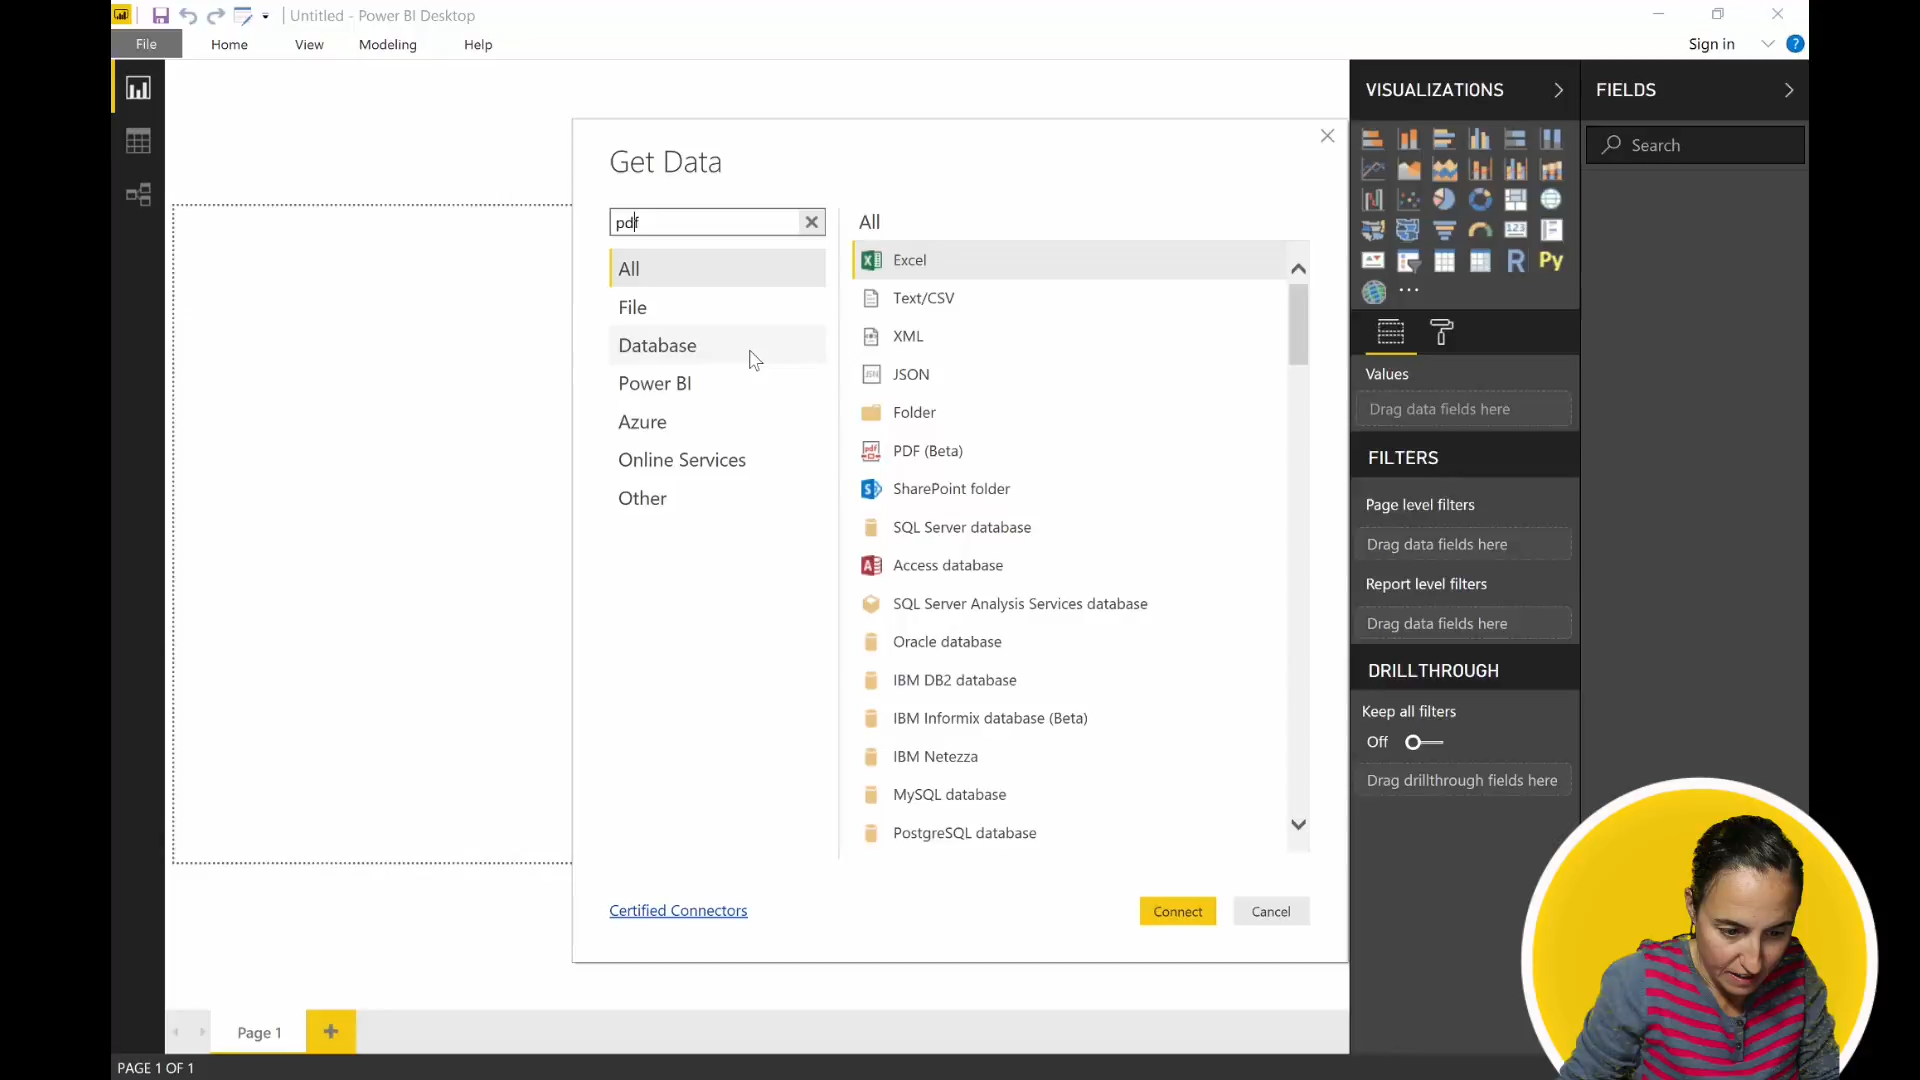 Untitled - Power BI Desktop
File
Home
View
Modeling
Help
Sign in
?
VISUALIZATIONS
FIELDS
Search
Get Data
pdf
All
File
Database
Power BI
Azure
Online Services
Other
All
Excel
Text/CSV
XML
JSON
Folder
PDF (Beta)
SharePoint folder
SQL Server database
Access database
SQL Server Analysis Services database
Oracle database
IBM DB2 database
IBM Informix database (Beta)
IBM Netezza
MySQL database
PostgreSQL database
Certified Connectors
Connect
Cancel
123
R
Py
Values
Drag data fields here
FILTERS
Page level filters
Drag data fields here
Report level filters
Drag data fields here
DRILLTHROUGH
Keep all filters
Off
Drag drillthrough fields here
Page 1
PAGE 1 OF 1